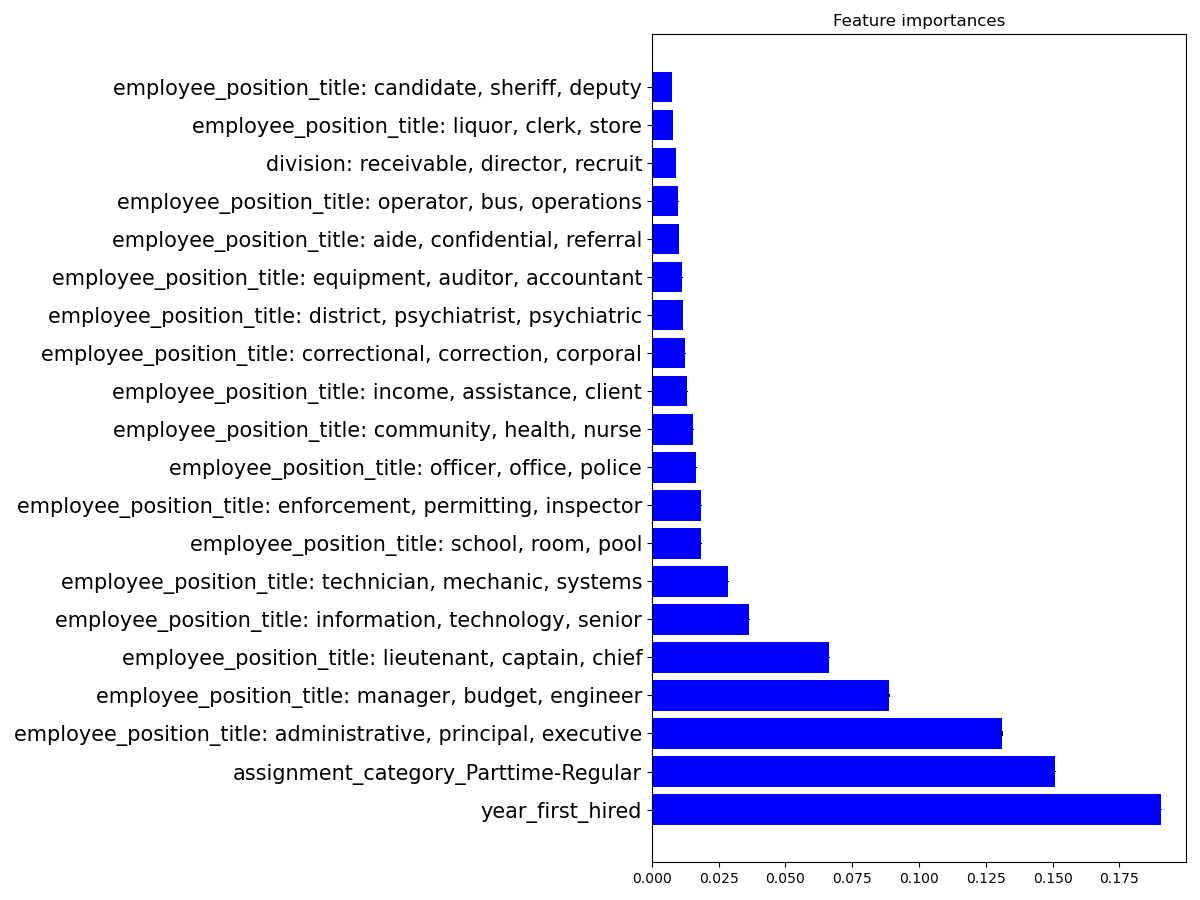 Feature importances
employee_position_title: candidate, sheriff, deputy
employee_position_title: liquor, clerk, store
division: receivable, director, recruit
employee_position_title: operator, bus, operations
employee_position_title: aide, confidential, referral
employee_position_title: equipment, auditor, accountant
employee_position_title: district, psychiatrist, psychiatric
employee_position_title: correctional, correction, corporal
employee_position_title: income, assistance, client
employee_position_title: community, health, nurse
employee_position_title: officer, office, police
employee_position_title: enforcement, permitting, inspector
employee_position_title: school, room, pool
employee_position_title: technician, mechanic, systems
employee_position_title: information, technology, senior
employee_position_title: lieutenant, captain, chief
employee_position_title: manager, budget, engineer
employee_position_title: administrative, principal, executive
assignment_category_Parttime-Regular
year_first_hired
0.000 0.025 0.050 0.075 0.100 0.125 0.150 0.175